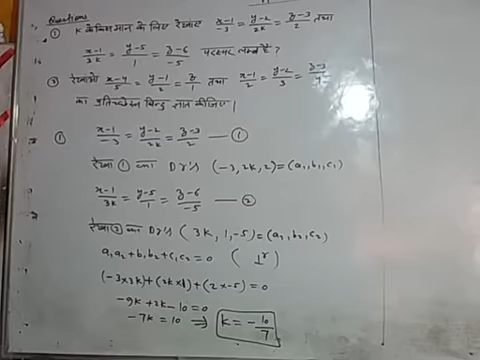 Questions
① K के किस मान के लिए रेखाएं x-1/-3 = y-2/2k = z-3/2 तथा
x-1/3k = y-5/1 = z-6/-5 परस्पर लम्ब हैं?
② रेखाओं x-4/5 = y-1/2 = z/1 तथा x-1/2 = y-2/3 = z-3/4
का प्रतिच्छेदन बिन्दु ज्ञात कीजिए।
① x-1/-3 = y-2/2k = z-3/2 — ①
रेखा ① का Dr's (-3, 2k, 2) = (a₁, b₁, c₁)
x-1/3k = y-5/1 = z-6/-5 — ②
रेखा ② का Dr's (3k, 1, -5) = (a₂, b₂, c₂)
a₁a₂ + b₁b₂ + c₁c₂ = 0 (⊥r)
(-3×3k) + (2k×1) + (2×-5) = 0
-9k + 2k - 10 = 0
-7k = 10 ⇒ k = -10/7